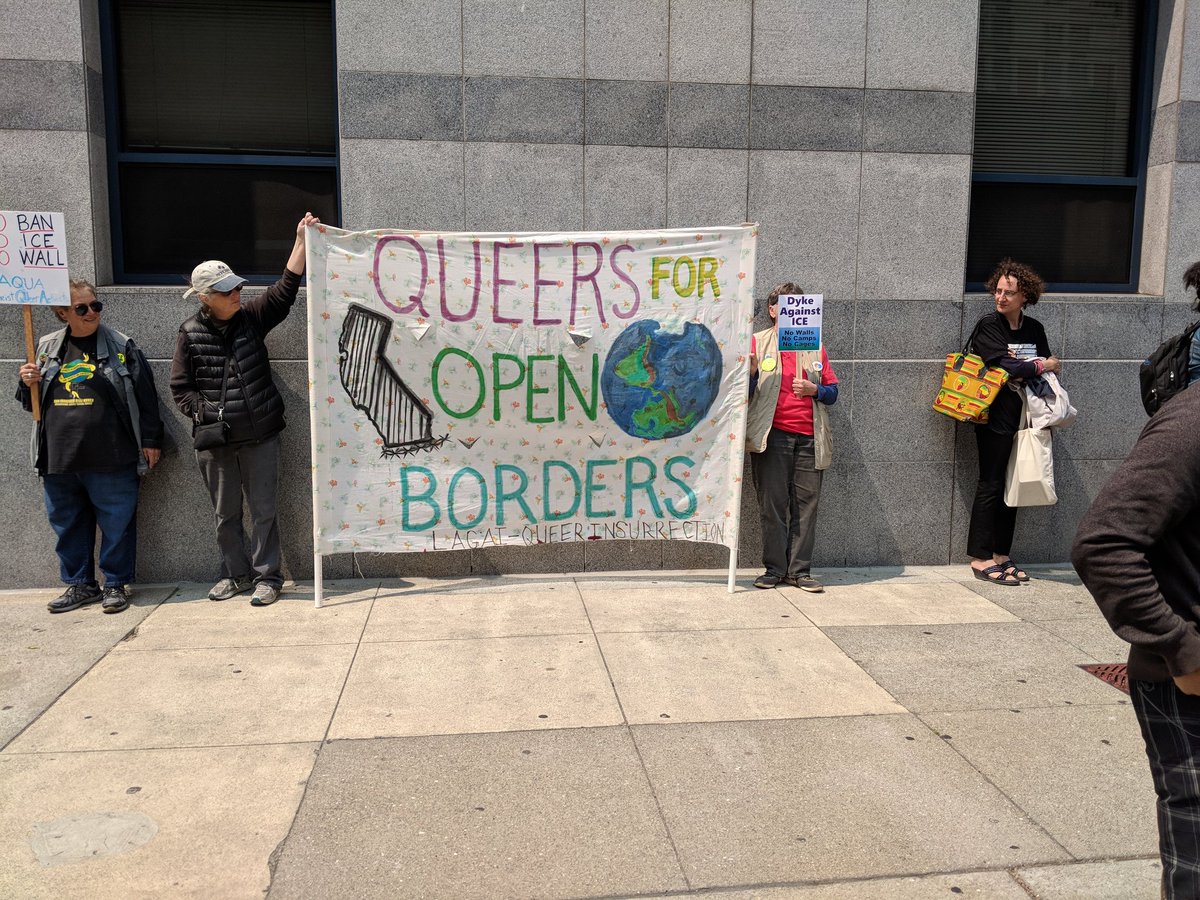 BAN
ICE
WALL
AQUA
QUEERS FOR
OPEN
BORDERS
LAGAI-QUEER INSURRECTION
Dyke
Against
ICE
No Walls
No Camps
No Cages